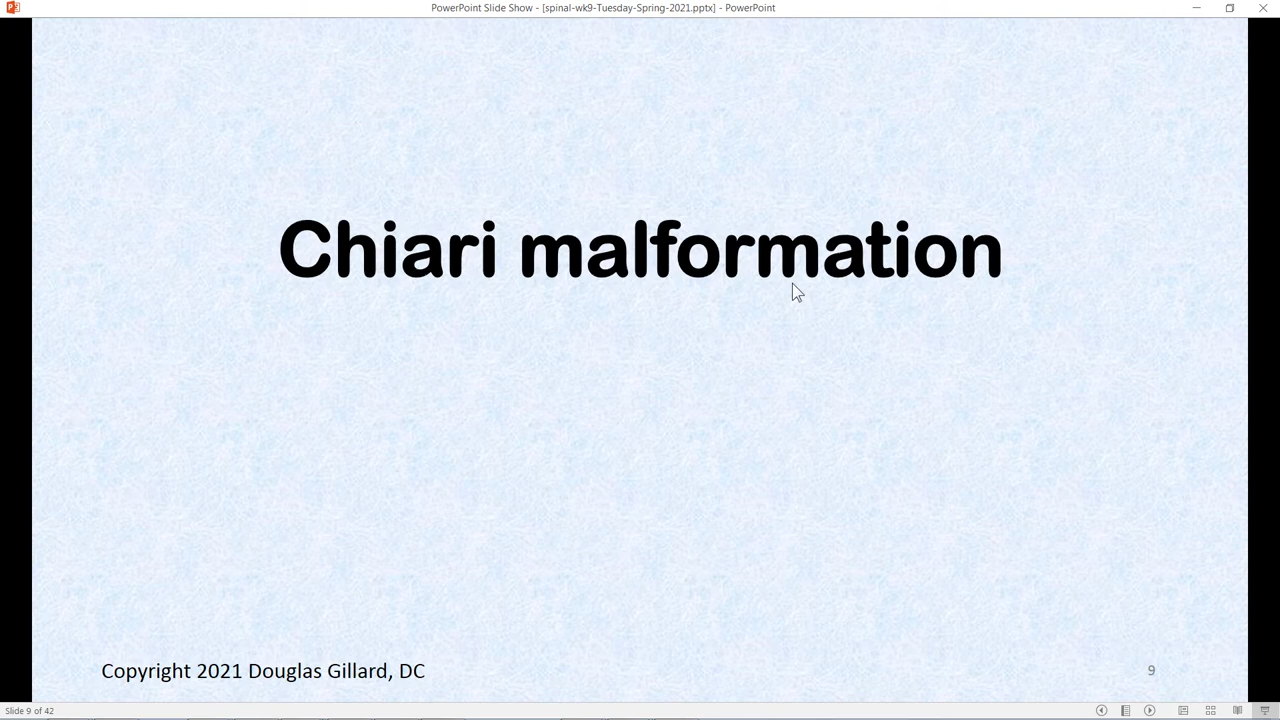 PowerPoint Slide Show - [spinal-wk9-Tuesday-Spring-2021.pptx] - PowerPoint
Chiari malformation
Copyright 2021 Douglas Gillard, DC
9
Slide 9 of 42